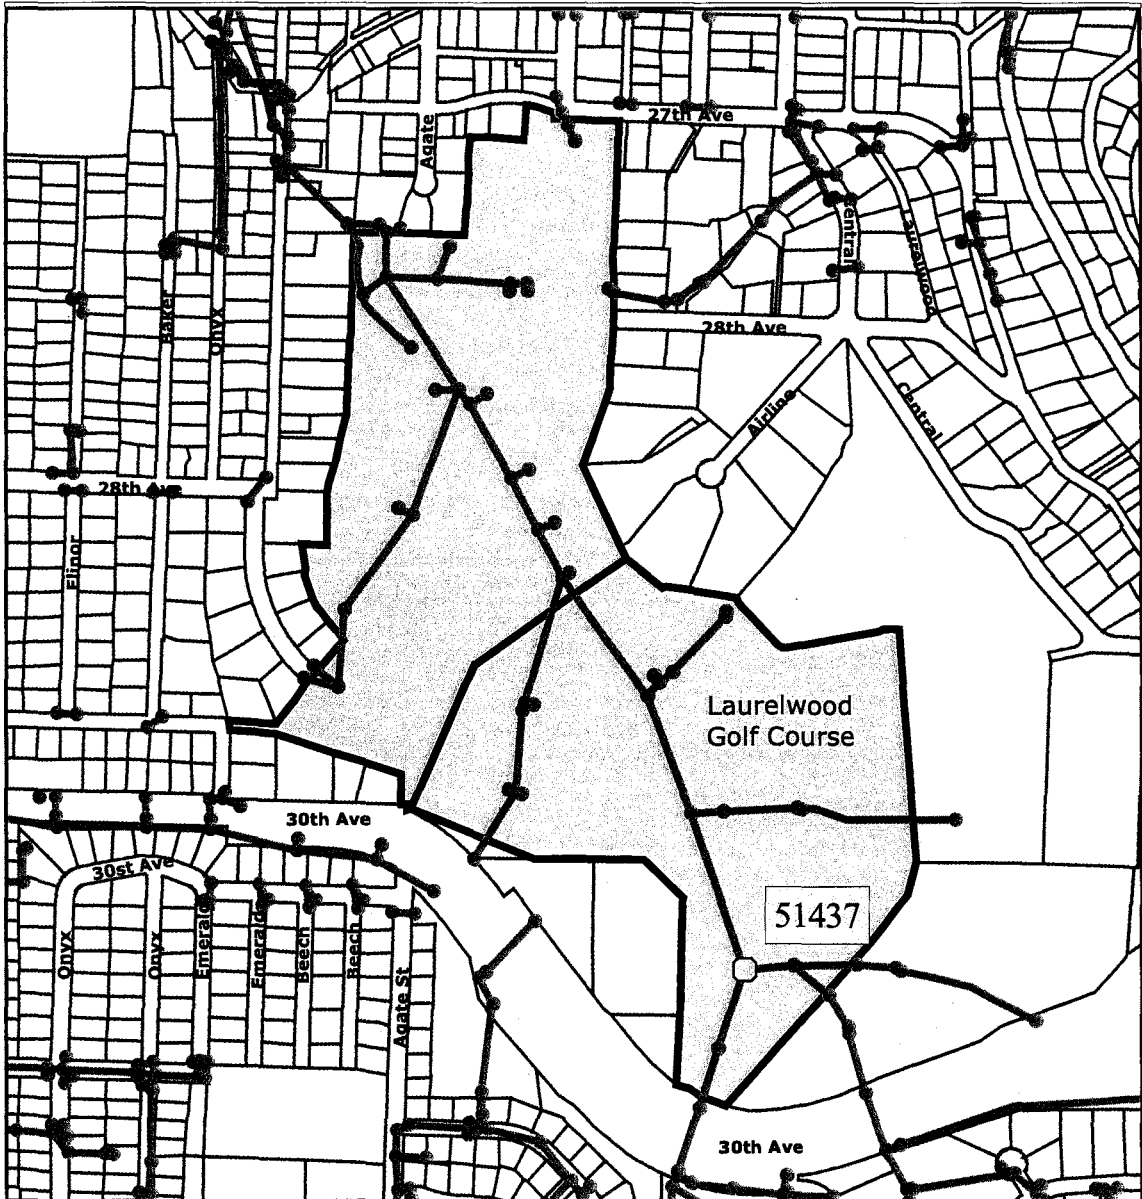 27th Ave
Agate
Central
Laurelwood
Baker
Onyx
28th Ave
Airline
Central
28th Ave
Elinor
Laurelwood
Golf Course
30th Ave
30st Ave
51437
Onyx
Onyx
Emerald
Emerald
Beech
Beech
Agate St
30th Ave